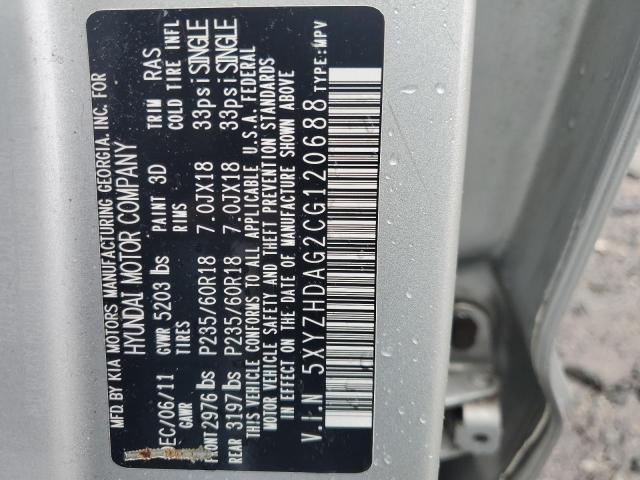 MFD.BY KIA MOTORS MANUFACTURING GEORGIA, INC. FOR
HYUNDAI MOTOR COMPANY
EC/06/11 GVWR 5203 lbs PAINT 3D TRIM RAS
GAWR TIRES RIMS COLD TIRE INFL
FRONT 2976 lbs P235/60R18 7.0JX18 33psi SINGLE
REAR 3197 lbs P235/60R18 7.0JX18 33psi SINGLE
THIS VEHICLE CONFORMS TO ALL APPLICABLE U.S.A. FEDERAL
MOTOR VEHICLE SAFETY AND THEFT PREVENTION STANDARDS
IN EFFECT ON THE DATE OF MANUFACTURE SHOWN ABOVE
V.I.N 5XYZHDAG2CG120688 TYPE:MPV